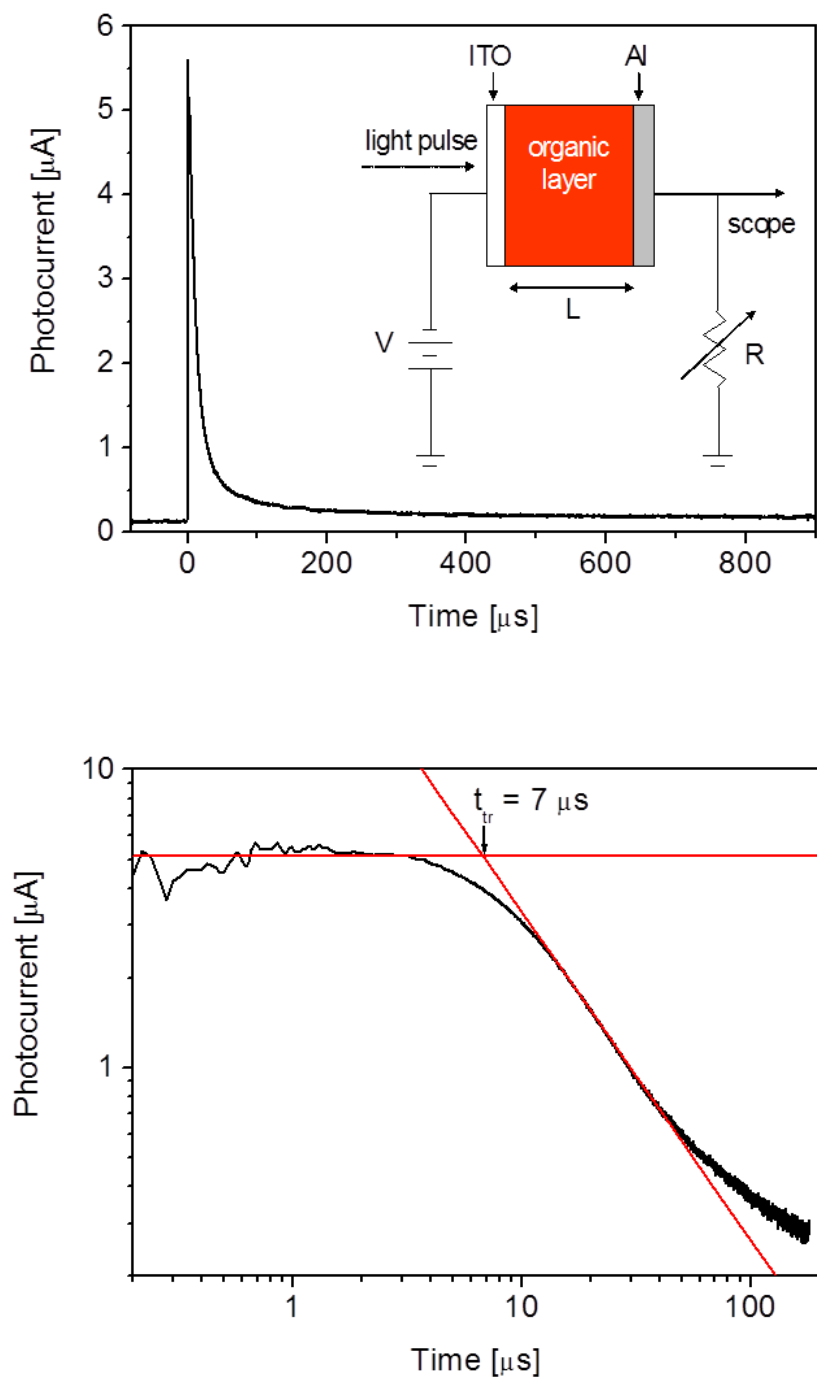 6
5
4
3
2
1
0
Photocurrent [μA]
0 200 400 600 800
Time [μs]
ITO Al
light pulse
organic
layer
scope
L
V
R
10
1
Photocurrent [μA]
t_tr = 7 μs
1 10 100
Time [μs]